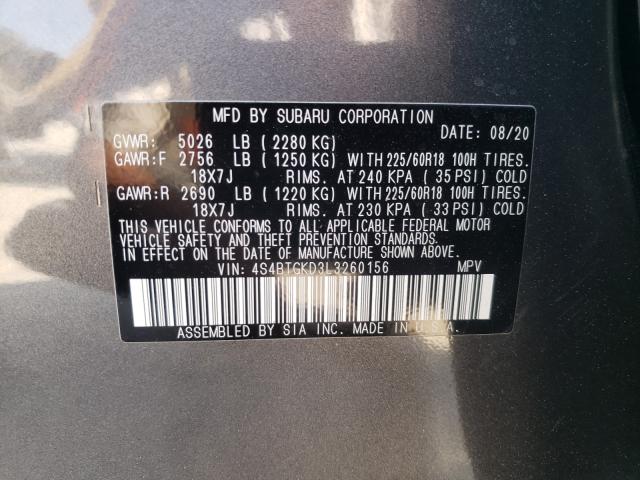 MFD BY SUBARU CORPORATION
GVWR: 5026 LB (2280 KG) DATE: 08/20
GAWR:F 2756 LB (1250 KG) WITH 225/60R18 100H TIRES.
18X7J RIMS. AT 240 KPA (35 PSI) COLD
GAWR:R 2690 LB (1220 KG) WITH 225/60R18 100H TIRES.
18X7J RIMS. AT 230 KPA (33 PSI) COLD
THIS VEHICLE CONFORMS TO ALL APPLICABLE FEDERAL MOTOR
VEHICLE SAFETY AND THEFT PREVENTION STANDARDS
IN EFFECT ON THE DATE OF MANUFACTURE SHOWN ABOVE.
VIN: 4S4BTGKD3L3260156 MPV
ASSEMBLED BY SIA INC. MADE IN U.S.A.